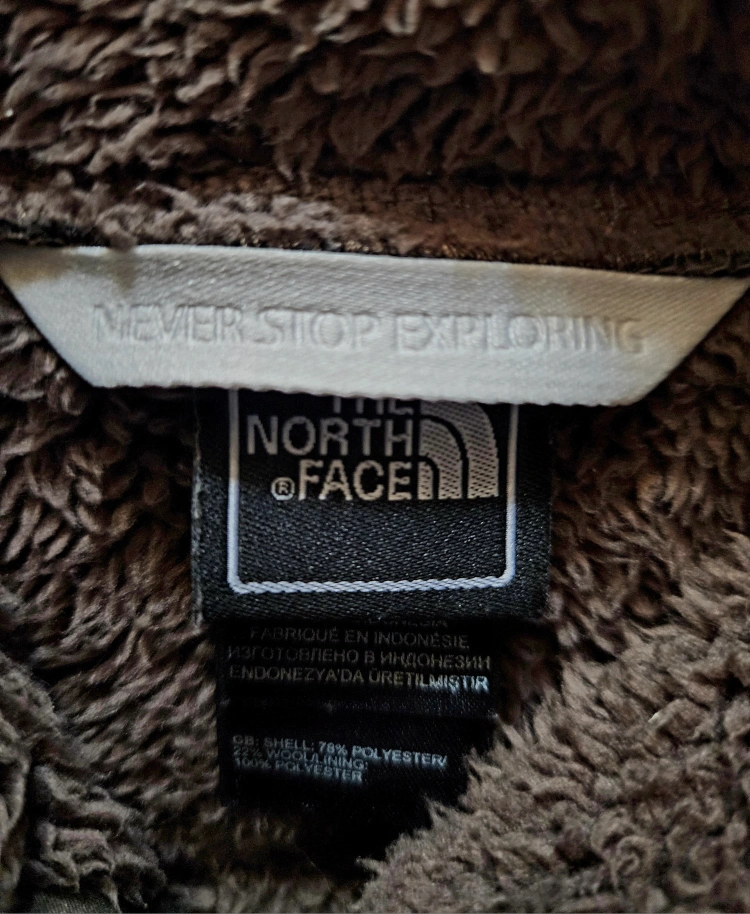 NEVER STOP EXPLORING
THE
NORTH
® FACE
FABRIQUÉ EN INDONÉSIE
ИЗГОТОВЛЕНО В ИНДОНЕЗИИ
ENDONEZYA'DA ÜRETILMISTIR
GB: SHELL: 78% POLYESTER/
22% WOOL/LINING:
100% POLYESTER